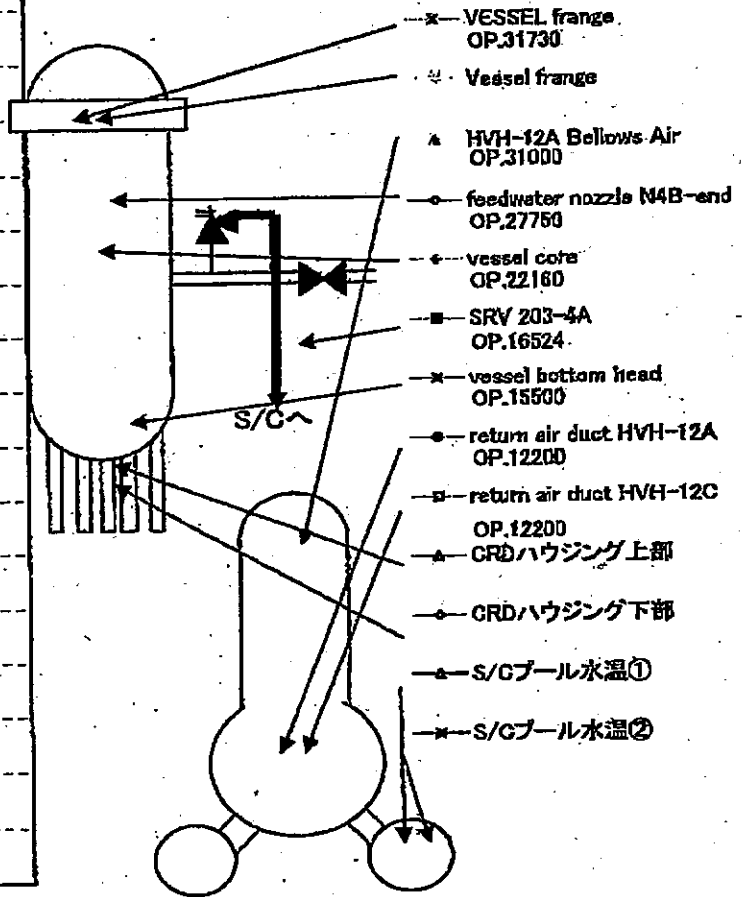 VESSEL frange
OP.31730
Vessel frange
HVH-12A Bellows Air
OP.31000
feedwater nozzle N4B-end
OP.27750
vessel core
OP.22160
SRV 203-4A
OP.16524
vessel bottom head
OP.15500
S/Cへ
return air duct HVH-12A
OP.12200
return air duct HVH-12C
OP.12200
CRDハウジング上部
CRDハウジング下部
S/Cプール水温①
S/Cプール水温②